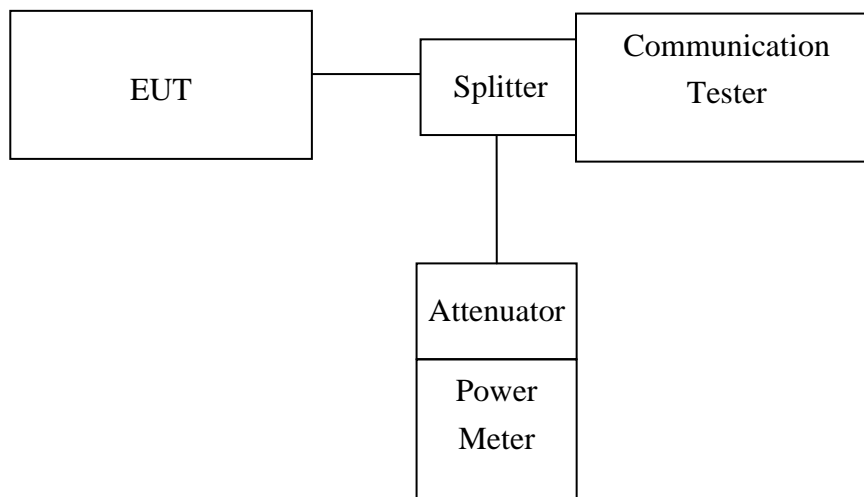 EUT
Splitter
Communication
Tester
Attenuator
Power
Meter